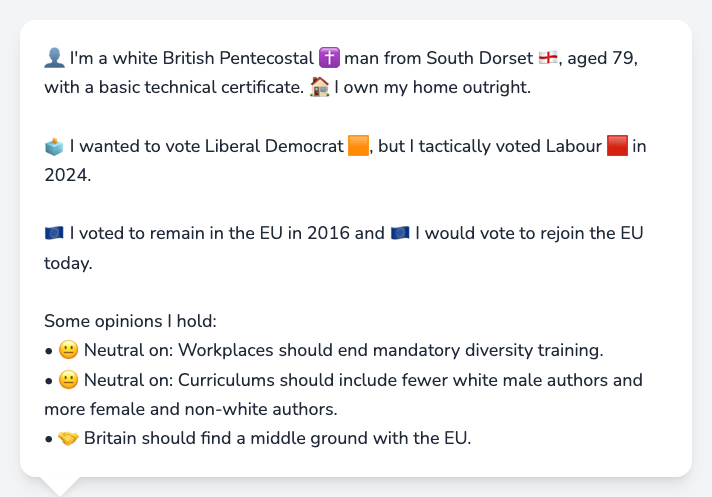 👤 I'm a white British Pentecostal ✝️ man from South Dorset 🏴󠁧󠁢󠁥󠁮󠁧󠁿, aged 79,
with a basic technical certificate. 🏠 I own my home outright.
🗳️ I wanted to vote Liberal Democrat 🟧, but I tactically voted Labour 🟥 in
2024.
🇪🇺 I voted to remain in the EU in 2016 and 🇪🇺 I would vote to rejoin the EU
today.
Some opinions I hold:
• 😐 Neutral on: Workplaces should end mandatory diversity training.
• 😐 Neutral on: Curriculums should include fewer white male authors and
more female and non-white authors.
• 🤝 Britain should find a middle ground with the EU.